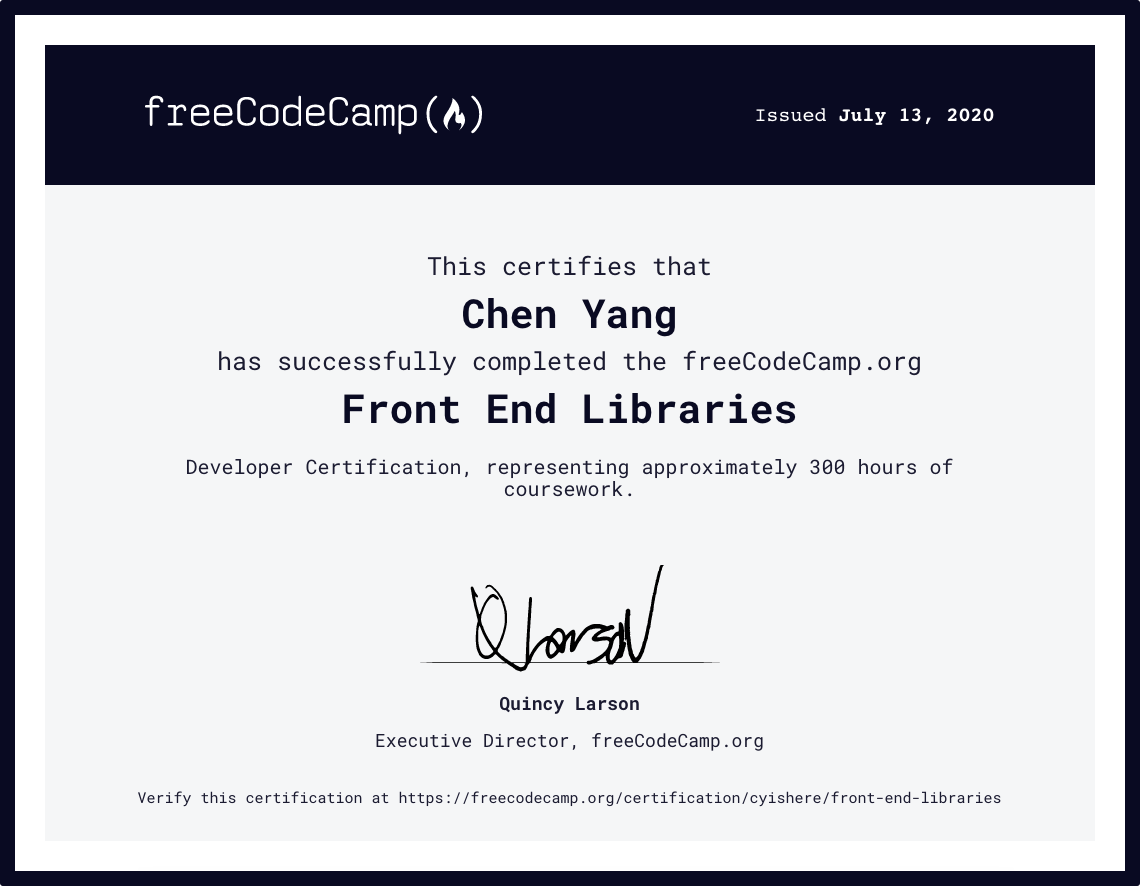 freeCodeCamp(🔥)
Issued July 13, 2020
This certifies that
Chen Yang
has successfully completed the freeCodeCamp.org
Front End Libraries
Developer Certification, representing approximately 300 hours of
coursework.
Q Larson
Quincy Larson
Executive Director, freeCodeCamp.org
Verify this certification at https://freecodecamp.org/certification/cyishere/front-end-libraries